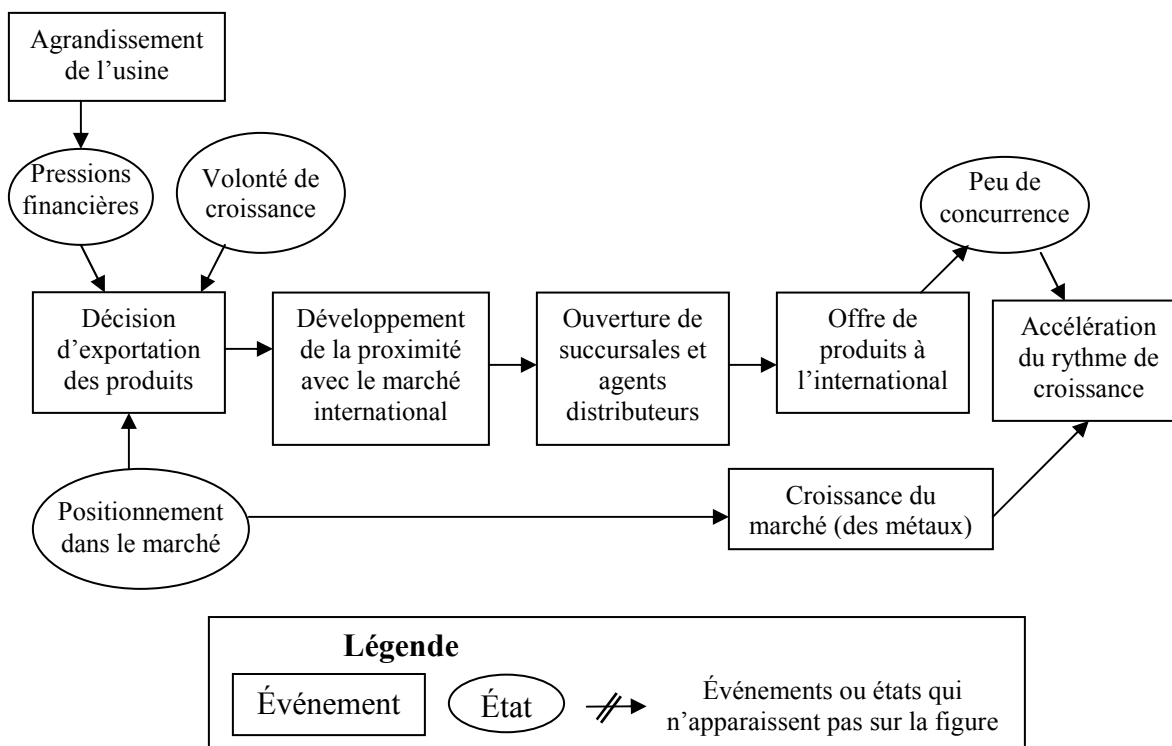 Agrandissement
de l’usine
Pressions
financières
Volonté de
croissance
Peu de
concurrence
Décision
d’exportation
des produits
Développement
de la proximité
avec le marché
international
Ouverture de
succursales et
agents
distributeurs
Offre de
produits à
l’international
Accélération
du rythme de
croissance
Positionnement
dans le marché
Croissance du
marché (des métaux)
Légende
Événement
État
Événements ou états qui
n’apparaissent pas sur la figure